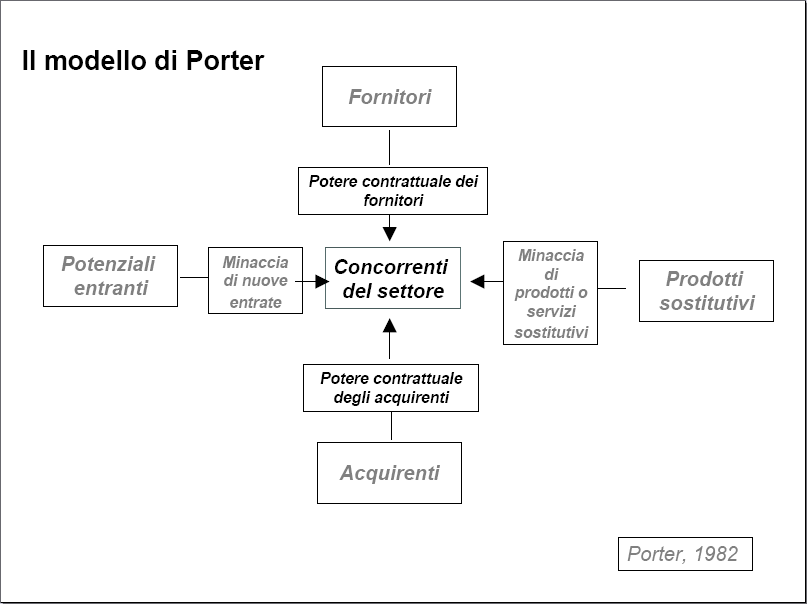 Il modello di Porter
Fornitori
Potere contrattuale dei
fornitori
Potenziali
entranti
Minaccia
di nuove
entrate
Concorrenti
del settore
Minaccia
di
prodotti o
servizi
sostitutivi
Prodotti
sostitutivi
Potere contrattuale
degli acquirenti
Acquirenti
Porter, 1982